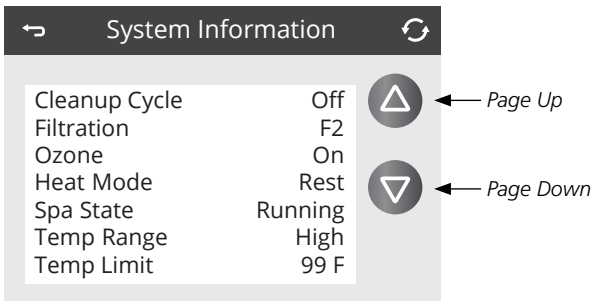 System Information
Cleanup Cycle Off
Filtration F2
Ozone On
Heat Mode Rest
Spa State Running
Temp Range High
Temp Limit 99 F
Page Up
Page Down